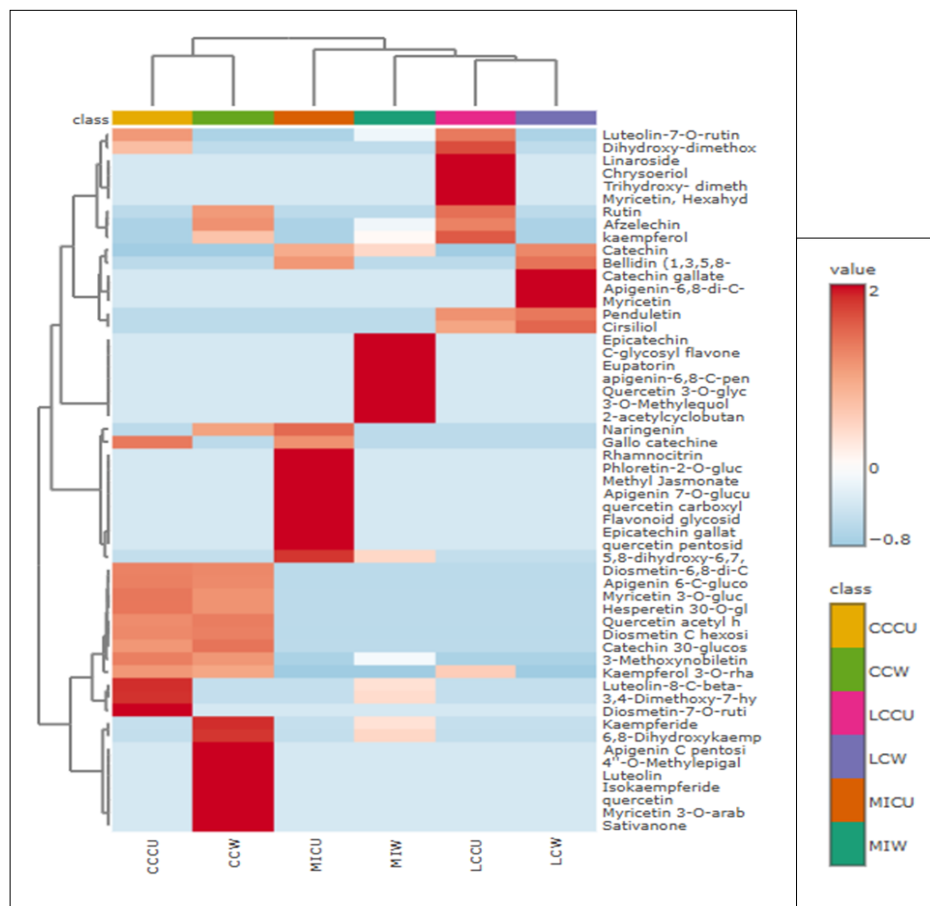 class
Luteolin-7-O-rutin
Dihydroxy-dimethox
Linaroside
Chrysoeriol
Trihydroxy- dimeth
Myricetin, Hexahyd
Rutin
Afzelechin
kaempferol
Catechin
Bellidin (1,3,5,8-
Catechin gallate
Apigenin-6,8-di-C-
Myricetin
Penduletin
Cirsiliol
Epicatechin
C-glycosyl flavone
Eupatorin
apigenin-6,8-C-pen
Quercetin 3-O-glyc
3-O-Methylequol
2-acetylcyclobutan
Naringenin
Gallo catechine
Rhamnocitrin
Phloretin-2-O-gluc
Methyl Jasmonate
Apigenin 7-O-glucu
quercetin carboxyl
Flavonoid glycosid
Epicatechin gallat
quercetin pentosid
5,8-dihydroxy-6,7,
Diosmetin-6,8-di-C
Apigenin 6-C-gluco
Myricetin 3-O-gluc
Hesperetin 30-O-gl
Quercetin acetyl h
Diosmetin C hexosi
Catechin 30-glucos
3-Methoxynobiletin
Kaempferol 3-O-rha
Luteolin-8-C-beta-
3,4-Dimethoxy-7-hy
Diosmetin-7-O-ruti
Kaempferide
6,8-Dihydroxykaemp
Apigenin C pentosi
4''-O-Methylepigal
Luteolin
Isokaempferide
quercetin
Myricetin 3-O-arab
Sativanone
CCCU
CCW
MICU
MIW
LCCU
LCW
value
2
0
−0.8
class
CCCU
CCW
LCCU
LCW
MICU
MIW